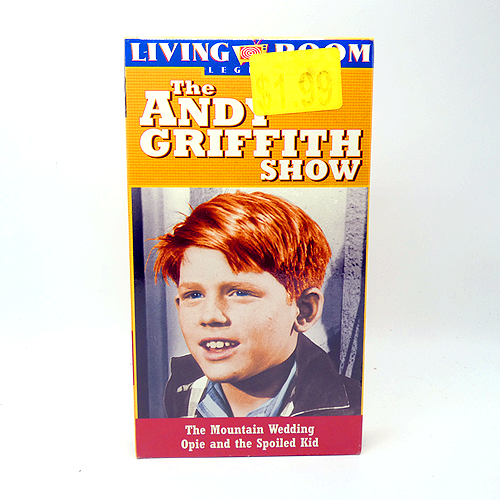 LIVING ROOM
LEG
$1.99
The
ANDY
GRIFFITH
SHOW
The Mountain Wedding
Opie and the Spoiled Kid